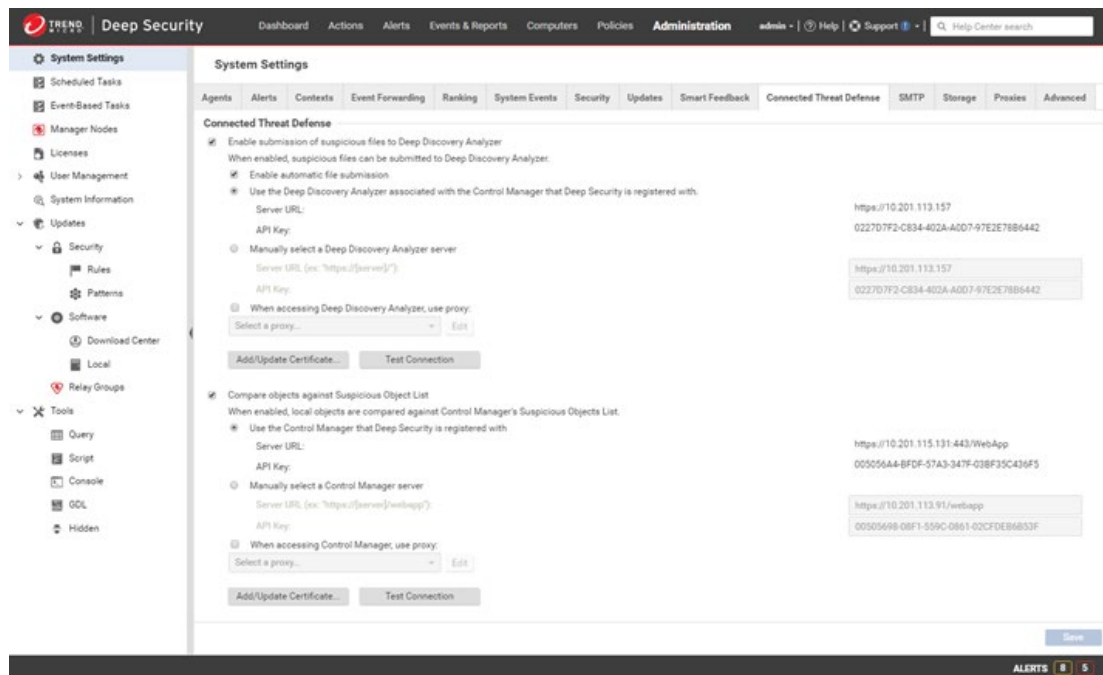 TREND MICRO | Deep Security
Dashboard Actions Alerts Events & Reports Computers Policies Administration
admin | Help | Support | Help Center search
System Settings
Scheduled Tasks
Event-Based Tasks
Manager Nodes
Licenses
User Management
System Information
Updates
Security
Rules
Patterns
Software
Download Center
Local
Relay Groups
Tools
Query
Script
Console
GDL
Hidden
System Settings
Agents Alerts Contexts Event Forwarding Ranking System Events Security Updates Smart Feedback Connected Threat Defense SMTP Storage Proxies Advanced
Connected Threat Defense
Enable submission of suspicious files to Deep Discovery Analyzer
When enabled, suspicious files can be submitted to Deep Discovery Analyzer.
Enable automatic file submission
Use the Deep Discovery Analyzer associated with the Control Manager that Deep Security is registered with.
Server URL: https://10.201.113.157
API Key: 0227D7F2-C834-402A-A0D7-97E2E78B6442
Manually select a Deep Discovery Analyzer server
Server URL (ex: "https://[server]/"): https://10.201.113.157
API Key: 0227D7F2-C834-402A-A0D7-97E2E78B6442
When accessing Deep Discovery Analyzer, use proxy:
Select a proxy... Edit
Add/Update Certificate... Test Connection
Compare objects against Suspicious Object List
When enabled, local objects are compared against Control Manager's Suspicious Objects List.
Use the Control Manager that Deep Security is registered with
Server URL: https://10.201.115.131:443/WebApp
API Key: 005056A4-BFDF-57A3-347F-03BF35C436F5
Manually select a Control Manager server
Server URL (ex: "https://[server]/webapp"): https://10.201.113.91/webapp
API Key: 00505698-08F1-559C-0861-02CFDEB6B53F
When accessing Control Manager, use proxy:
Select a proxy... Edit
Add/Update Certificate... Test Connection
Save
ALERTS 8 5